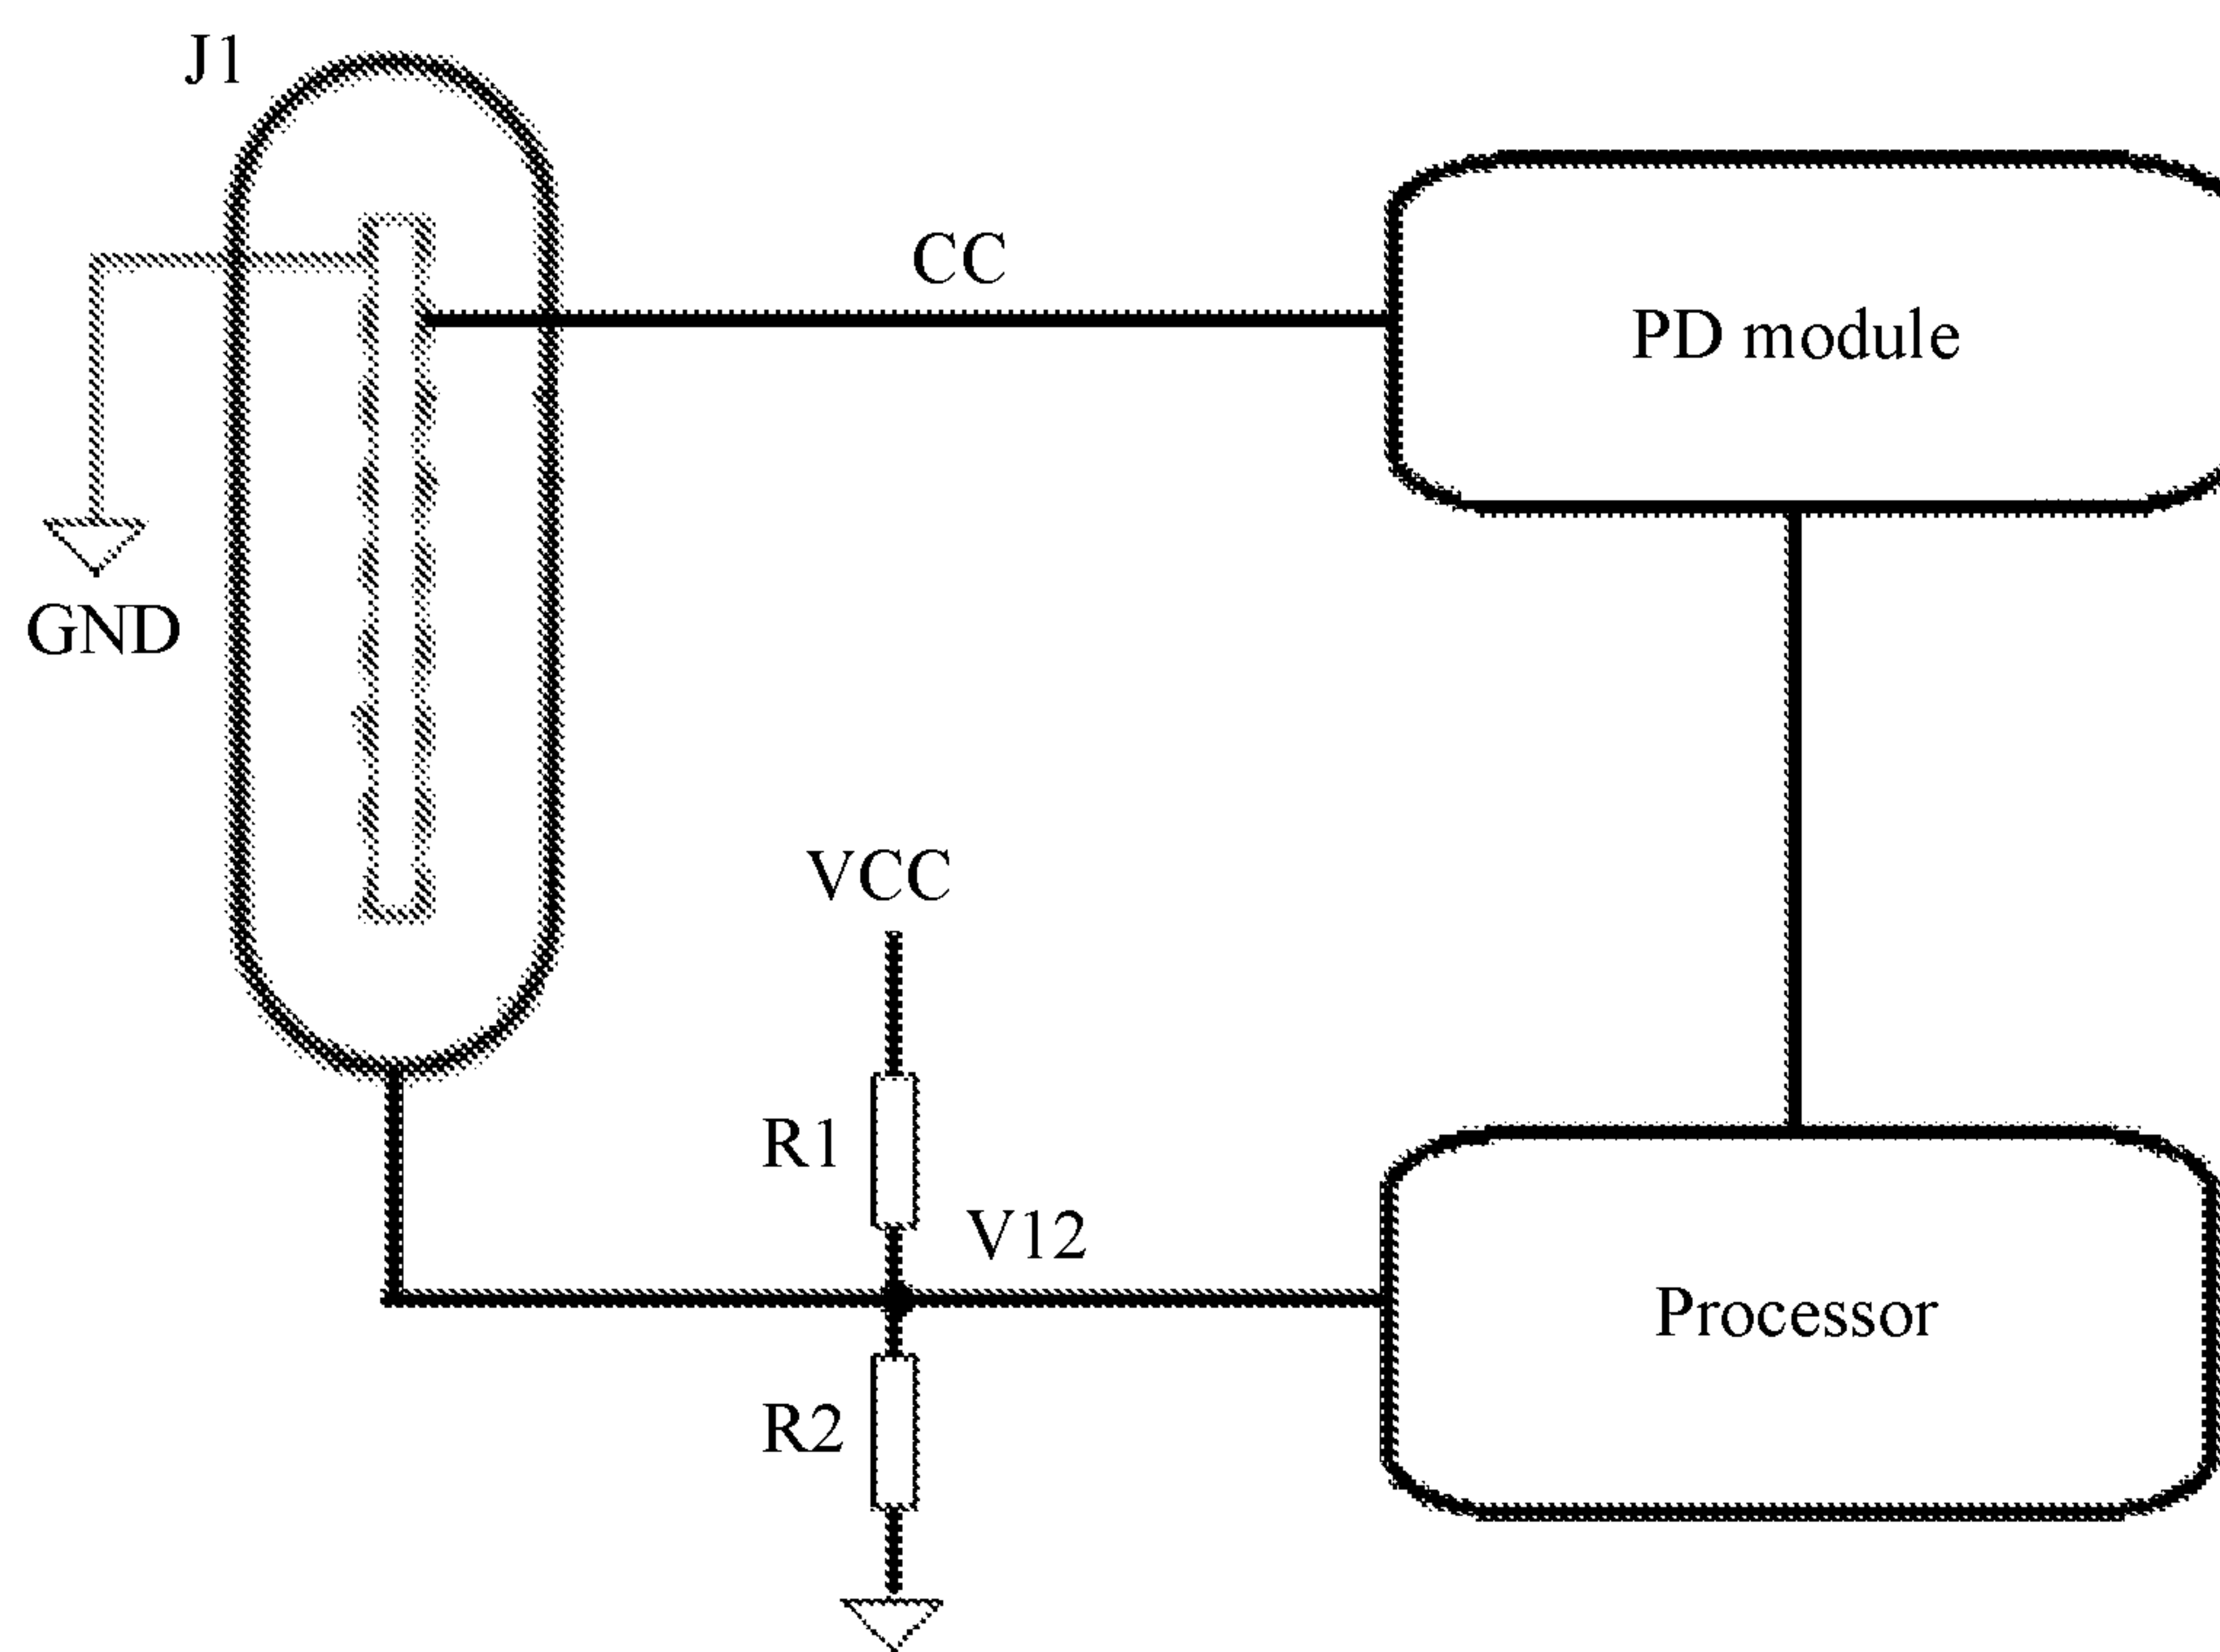 J1
CC
PD module
GND
VCC
R1
V12
Processor
R2